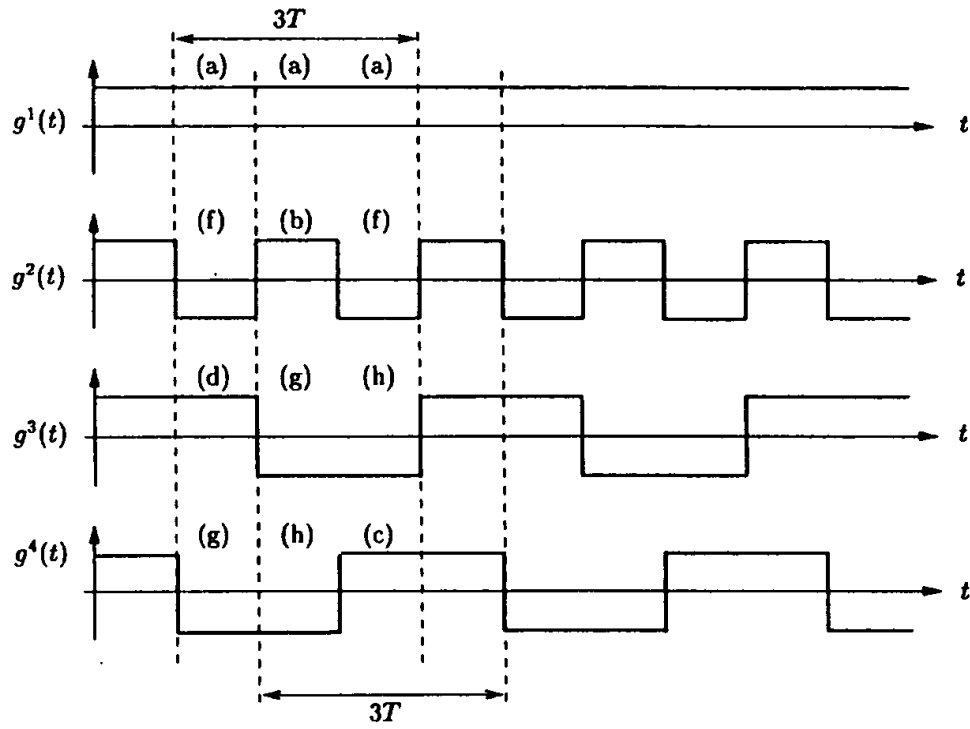 3T
(a) (a) (a)
g¹(t) t
(f) (b) (f)
g²(t) t
(d) (g) (h)
g³(t) t
(g) (h) (c)
g⁴(t) t
3T